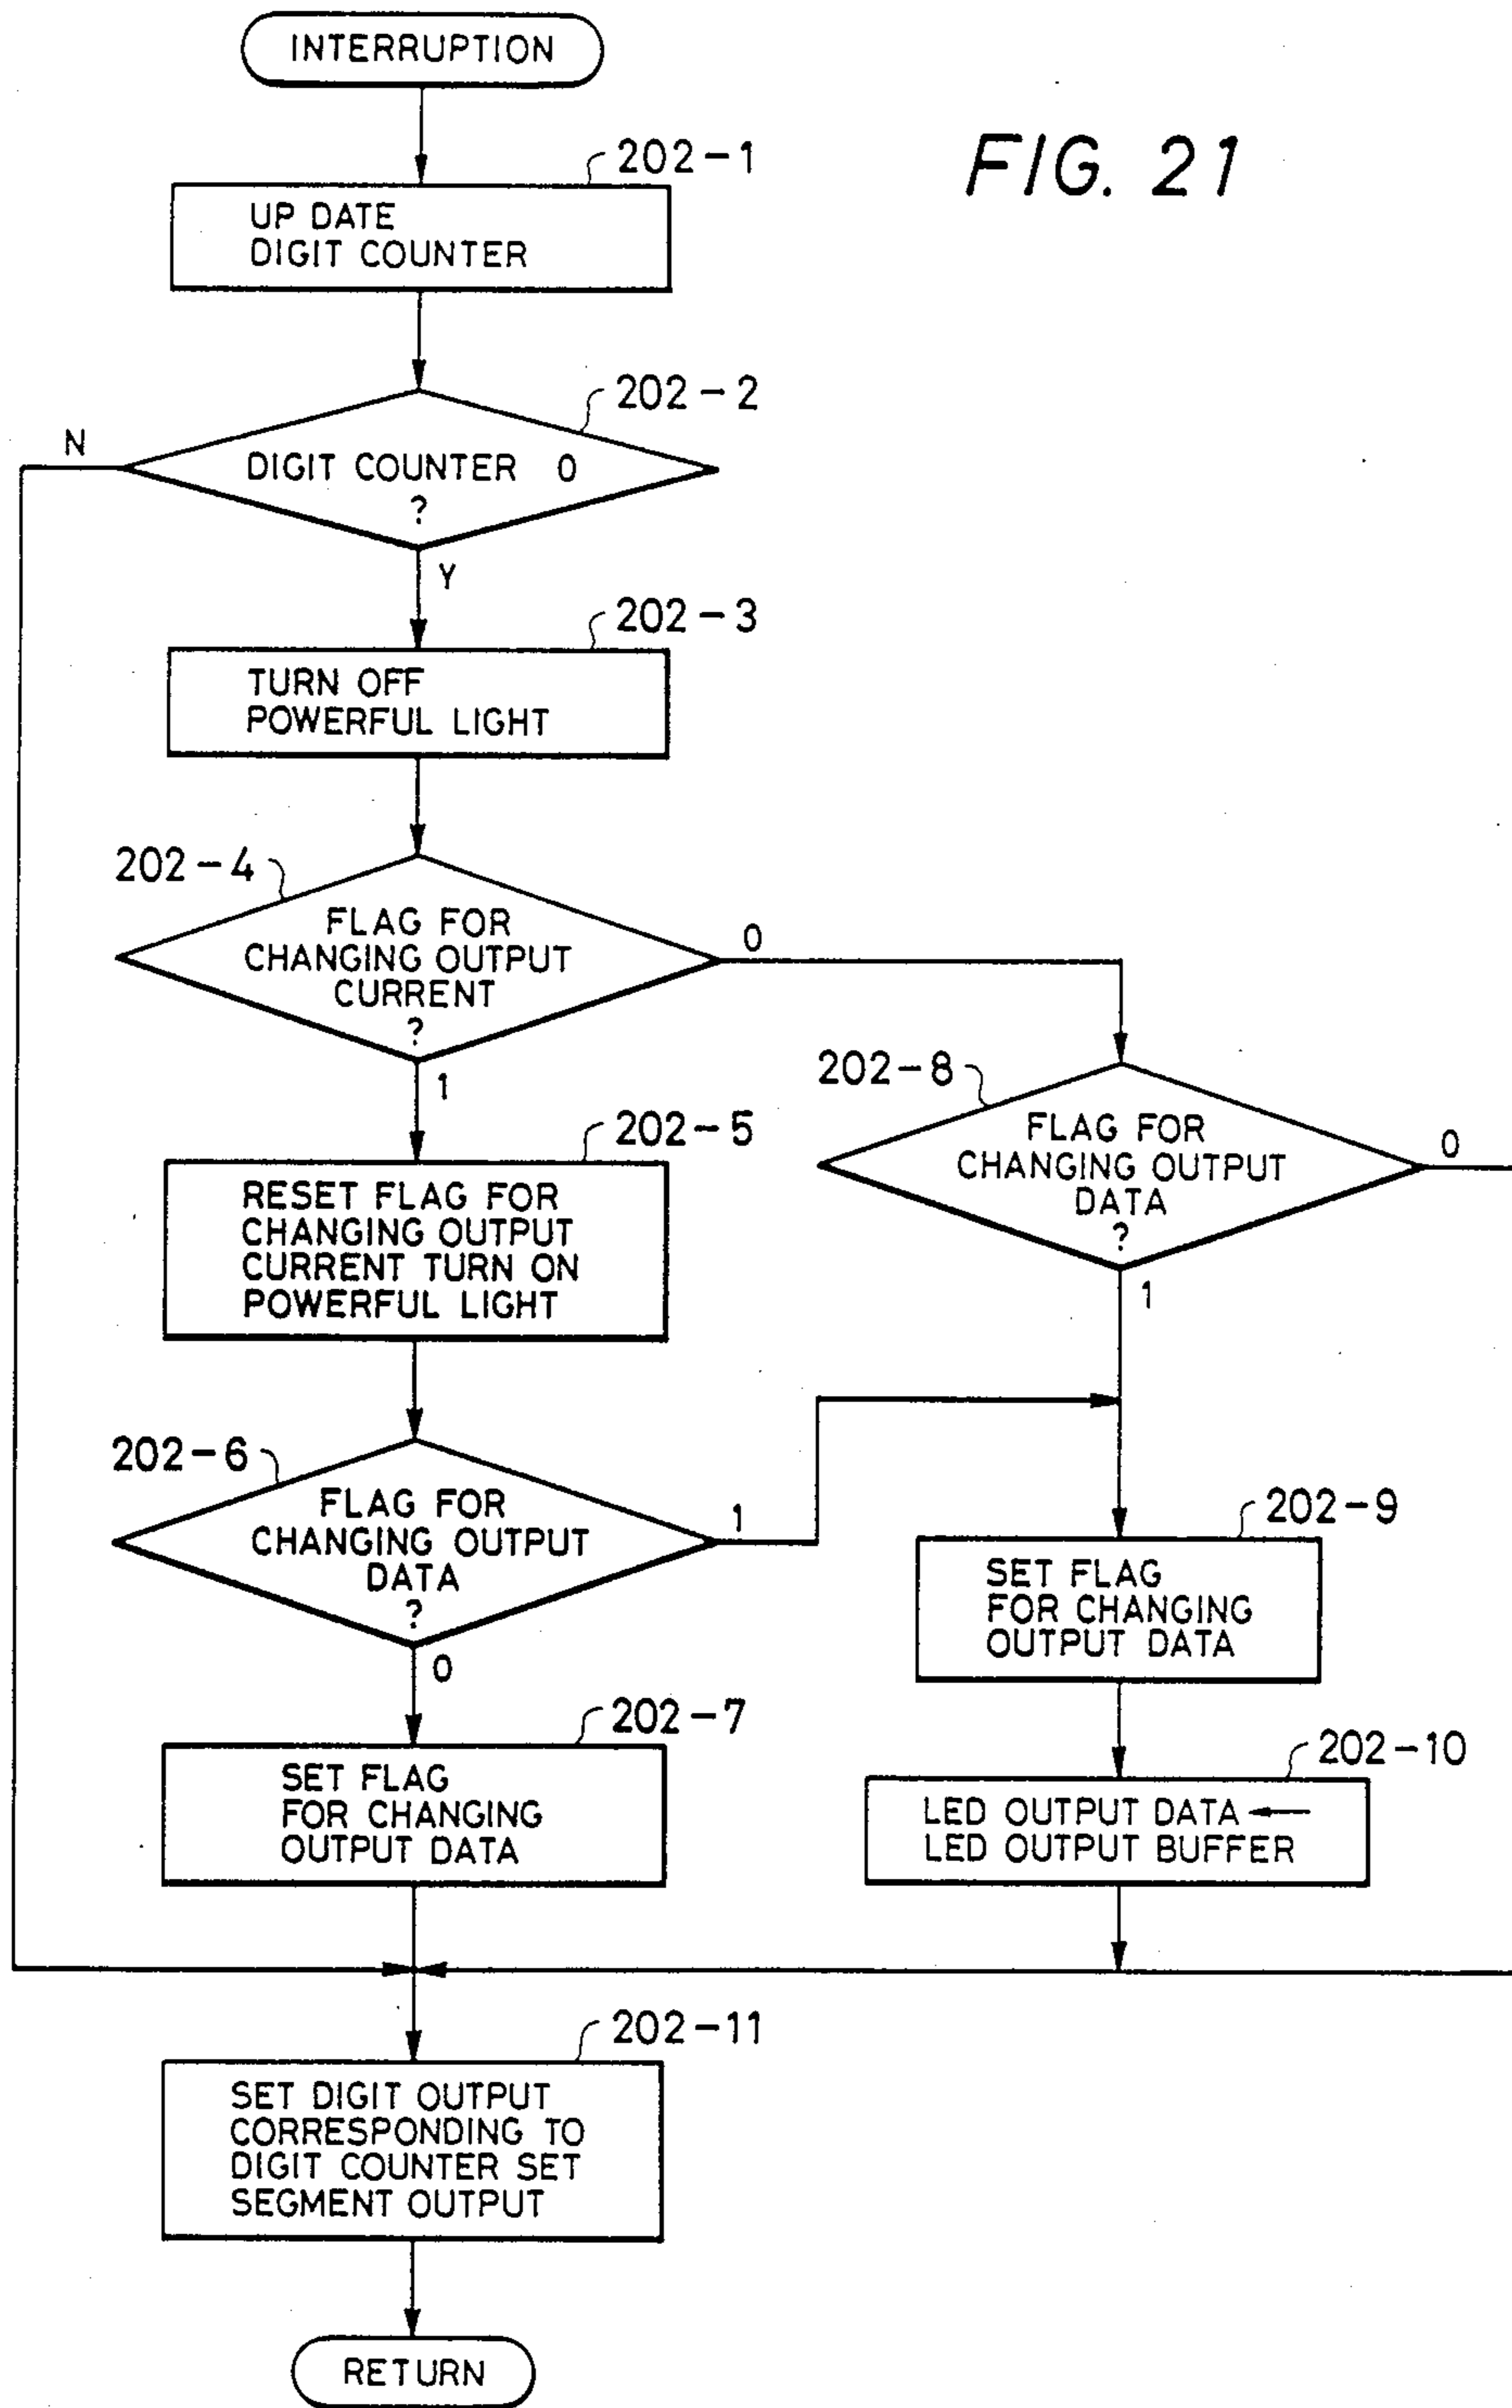 INTERRUPTION
FIG. 21
202-1
UP DATE
DIGIT COUNTER
202-2
N
DIGIT COUNTER 0
?
Y
202-3
TURN OFF
POWERFUL LIGHT
202-4
FLAG FOR
CHANGING OUTPUT
CURRENT
?
0
1
202-8
FLAG FOR
CHANGING OUTPUT
DATA
?
0
1
202-5
RESET FLAG FOR
CHANGING OUTPUT
CURRENT TURN ON
POWERFUL LIGHT
202-6
FLAG FOR
CHANGING OUTPUT
DATA
?
1
0
202-9
SET FLAG
FOR CHANGING
OUTPUT DATA
202-7
SET FLAG
FOR CHANGING
OUTPUT DATA
202-10
LED OUTPUT DATA ←
LED OUTPUT BUFFER
202-11
SET DIGIT OUTPUT
CORRESPONDING TO
DIGIT COUNTER SET
SEGMENT OUTPUT
RETURN